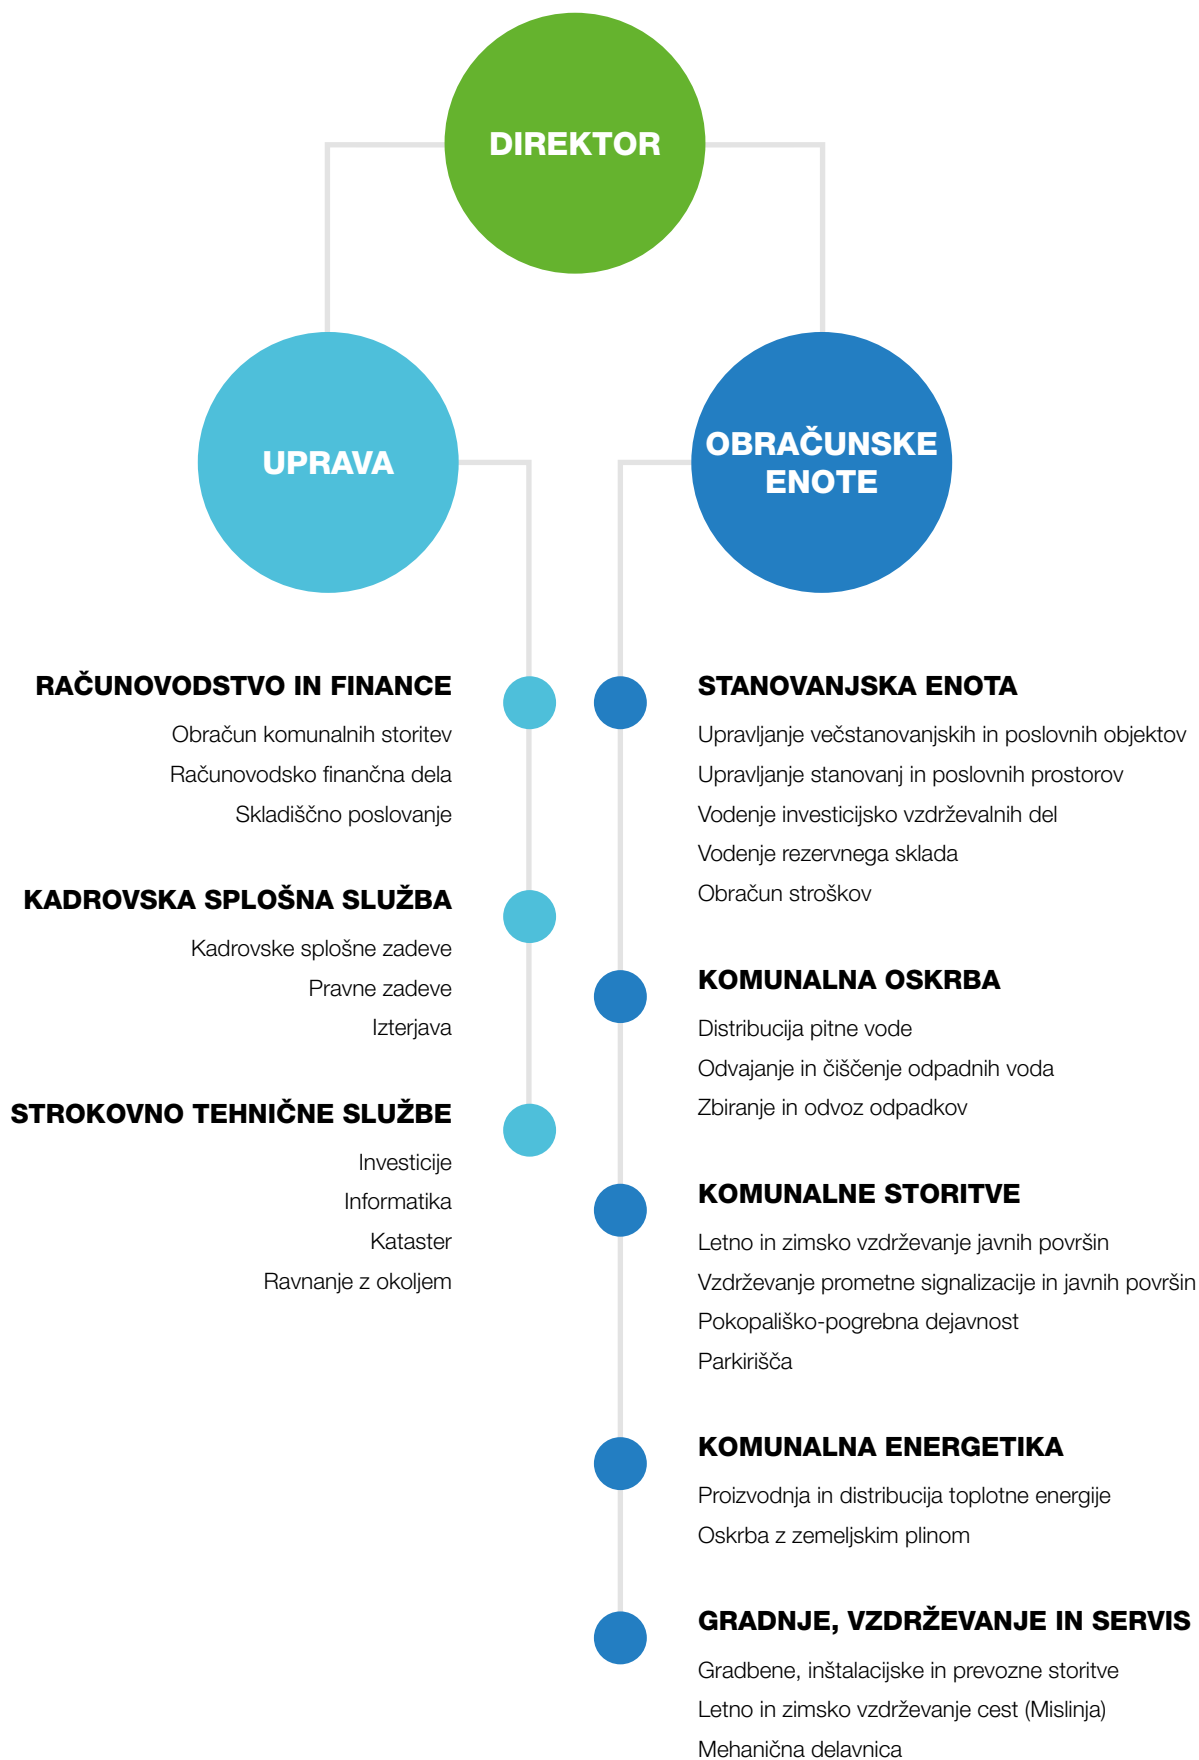 DIREKTOR
UPRAVA
OBRAČUNSKE
ENOTE
RAČUNOVODSTVO IN FINANCE
Obračun komunalnih storitev
Računovodsko finančna dela
Skladiščno poslovanje
KADROVSKA SPLOŠNA SLUŽBA
Kadrovske splošne zadeve
Pravne zadeve
Izterjava
STROKOVNO TEHNIČNE SLUŽBE
Investicije
Informatika
Kataster
Ravnanje z okoljem
STANOVANJSKA ENOTA
Upravljanje večstanovanjskih in poslovnih objektov
Upravljanje stanovanj in poslovnih prostorov
Vodenje investicijsko vzdrževalnih del
Vodenje rezervnega sklada
Obračun stroškov
KOMUNALNA OSKRBA
Distribucija pitne vode
Odvajanje in čiščenje odpadnih voda
Zbiranje in odvoz odpadkov
KOMUNALNE STORITVE
Letno in zimsko vzdrževanje javnih površin
Vzdrževanje prometne signalizacije in javnih površin
Pokopališko-pogrebna dejavnost
Parkirišča
KOMUNALNA ENERGETIKA
Proizvodnja in distribucija toplotne energije
Oskrba z zemeljskim plinom
GRADNJE, VZDRŽEVANJE IN SERVIS
Gradbene, inštalacijske in prevozne storitve
Letno in zimsko vzdrževanje cest (Mislinja)
Mehanična delavnica